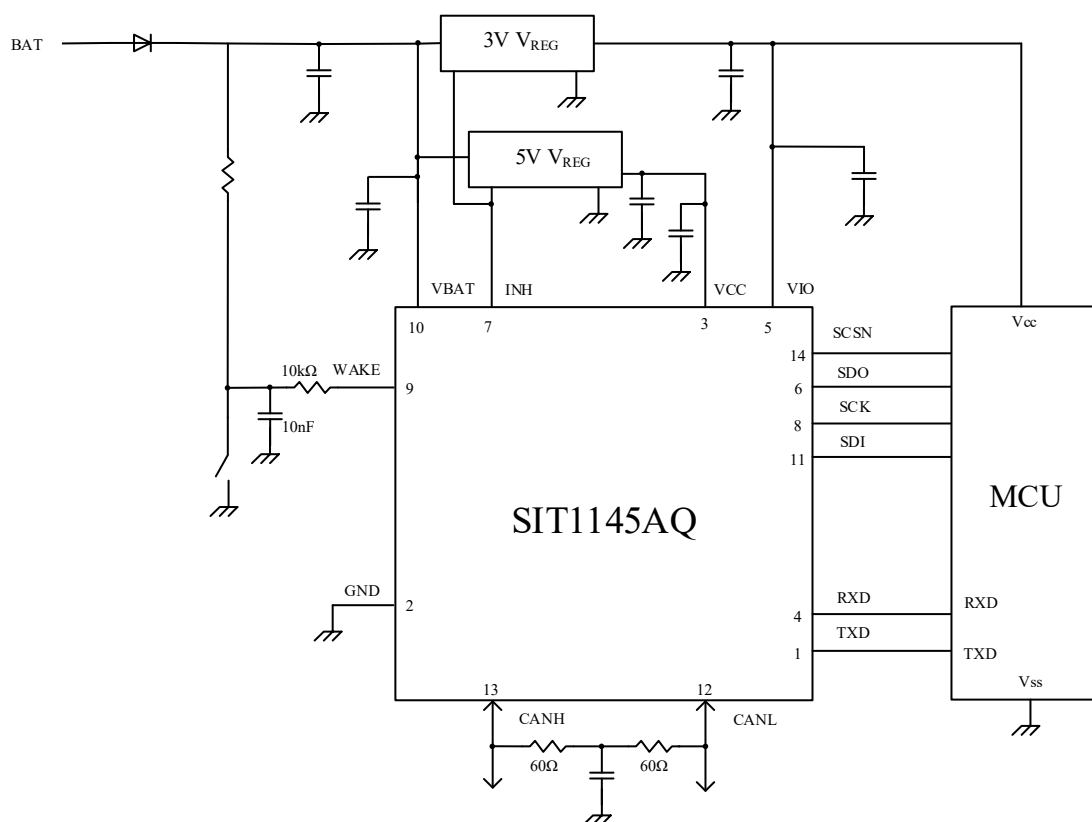 BAT
3V VREG
5V VREG
VBAT
INH
VCC
VIO
10
7
3
5
Vcc
SCSN
14
SDO
6
SCK
8
SDI
11
10kΩ
WAKE
9
10nF
SIT1145AQ
MCU
GND
2
RXD
4
RXD
TXD
1
TXD
Vss
13
12
CANH
CANL
60Ω
60Ω